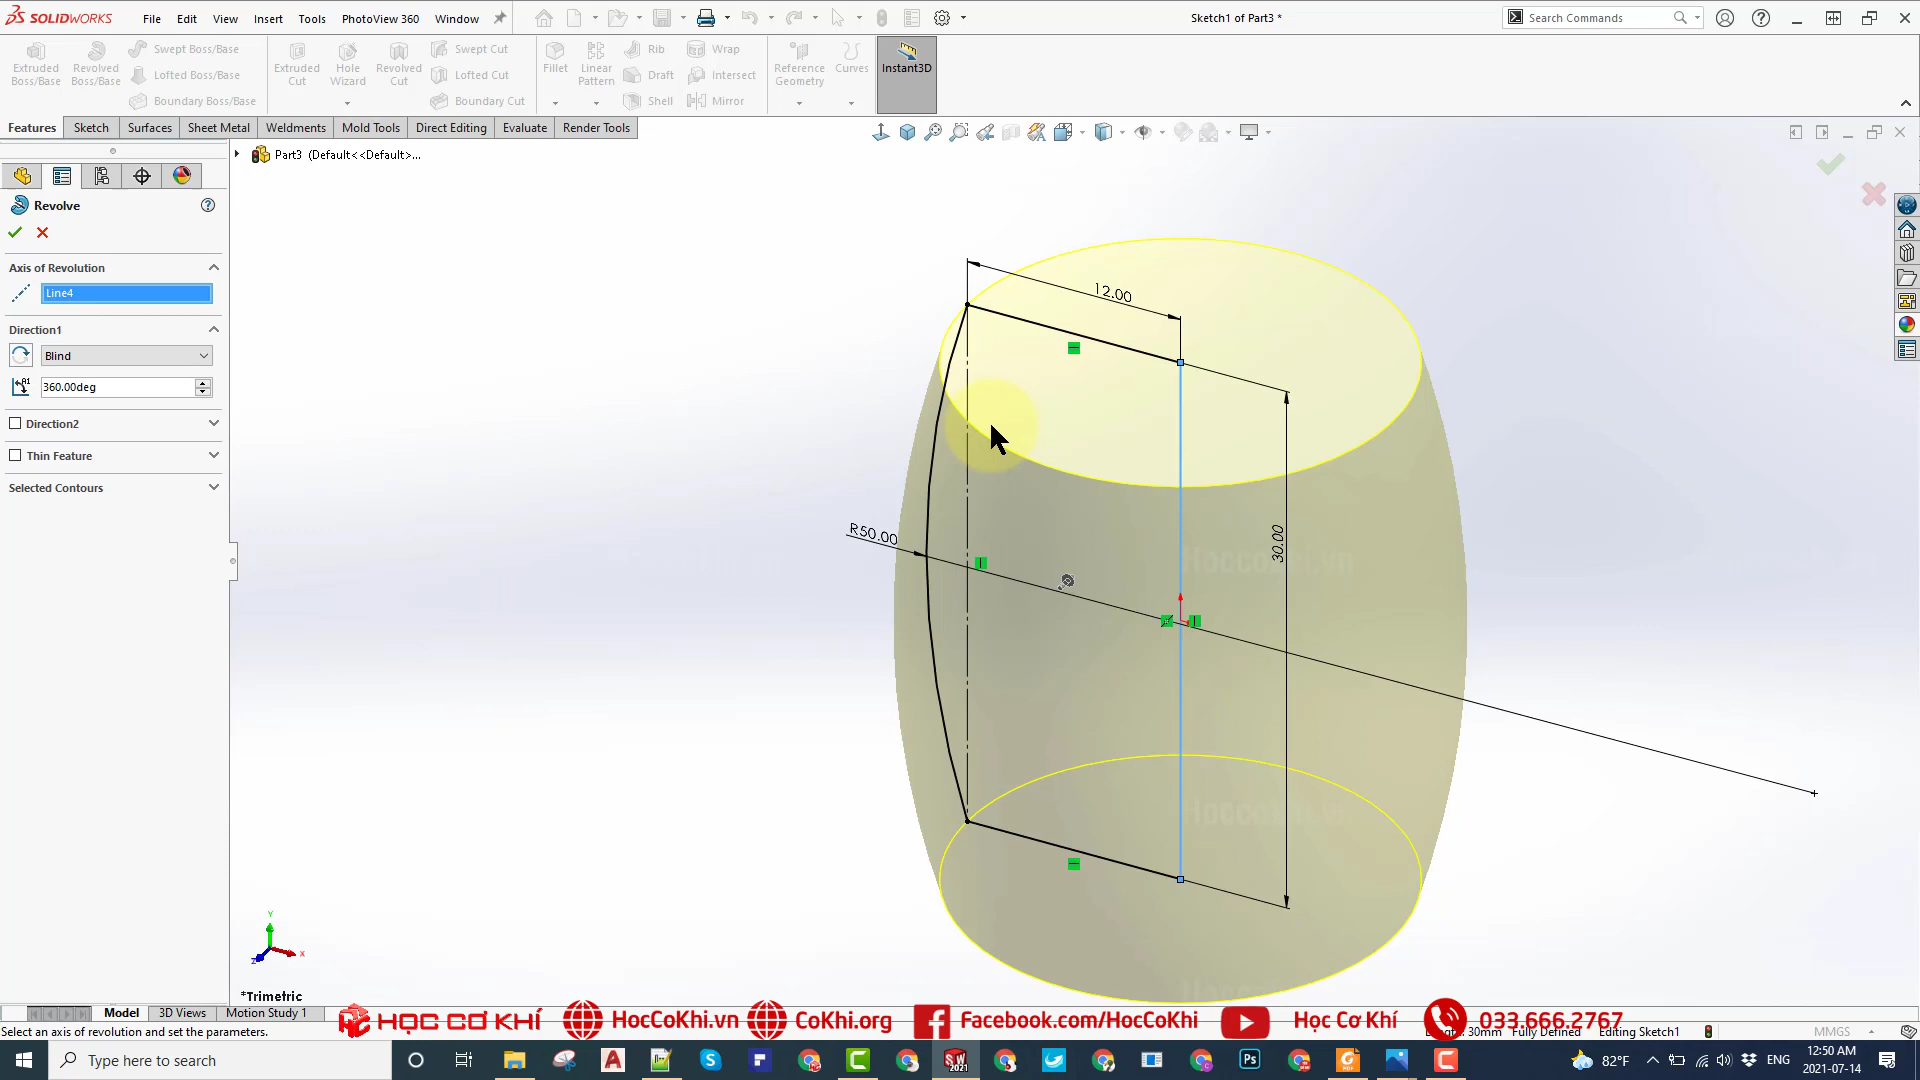 SOLIDWORKS File Edit View Insert Tools PhotoView 360 Window Sketch1 of Part3 * Search Commands
Extruded Boss/Base
Revolved Boss/Base
Swept Boss/Base
Lofted Boss/Base
Boundary Boss/Base
Extruded Cut
Hole Wizard
Revolved Cut
Swept Cut
Lofted Cut
Boundary Cut
Fillet
Linear Pattern
Rib
Draft
Shell
Wrap
Intersect
Mirror
Reference Geometry
Curves
Instant3D
Features Sketch Surfaces Sheet Metal Weldments Mold Tools Direct Editing Evaluate Render Tools
Part3 (Default<<Default>...
Revolve
Axis of Revolution
Line4
Direction1
Blind
360.00deg
Direction2
Thin Feature
Selected Contours
12.00
R50.00
30.00
Hoccokhi.vn
Y
X
Z
*Trimetric
Model 3D Views Motion Study 1
HỌC CƠ KHÍ HocCoKhi.vn CoKhi.org Facebook.com/HocCoKhi Học Cơ Khí 033.666.2767
Select an axis of revolution and set the parameters.
Length: 30mm Fully Defined Editing Sketch1 MMGS
Type here to search
SW 2021
Ps
82°F
ENG
12:50 AM
2021-07-14